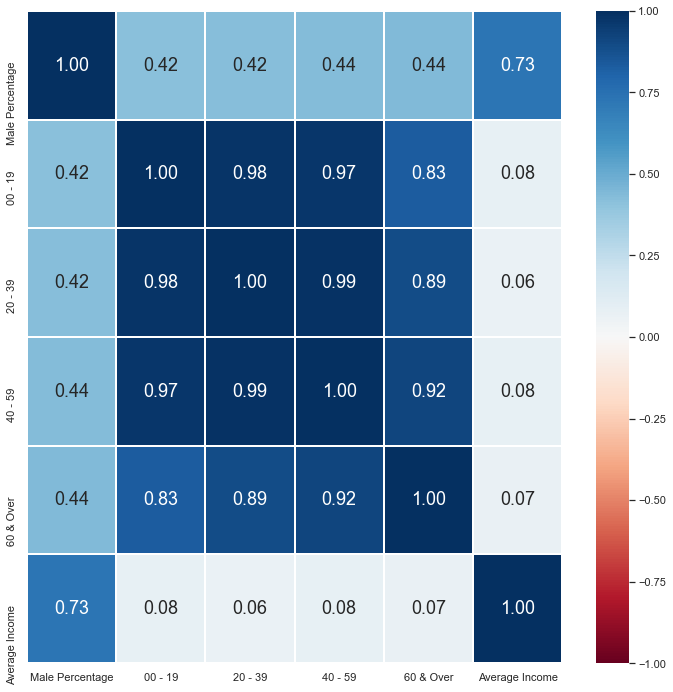 Male Percentage 1.00 0.42 0.42 0.44 0.44 0.73
00 - 19 0.42 1.00 0.98 0.97 0.83 0.08
20 - 39 0.42 0.98 1.00 0.99 0.89 0.06
40 - 59 0.44 0.97 0.99 1.00 0.92 0.08
60 & Over 0.44 0.83 0.89 0.92 1.00 0.07
Average Income 0.73 0.08 0.06 0.08 0.07 1.00
Male Percentage 00 - 19 20 - 39 40 - 59 60 & Over Average Income
1.00
0.75
0.50
0.25
0.00
−0.25
−0.50
−0.75
−1.00